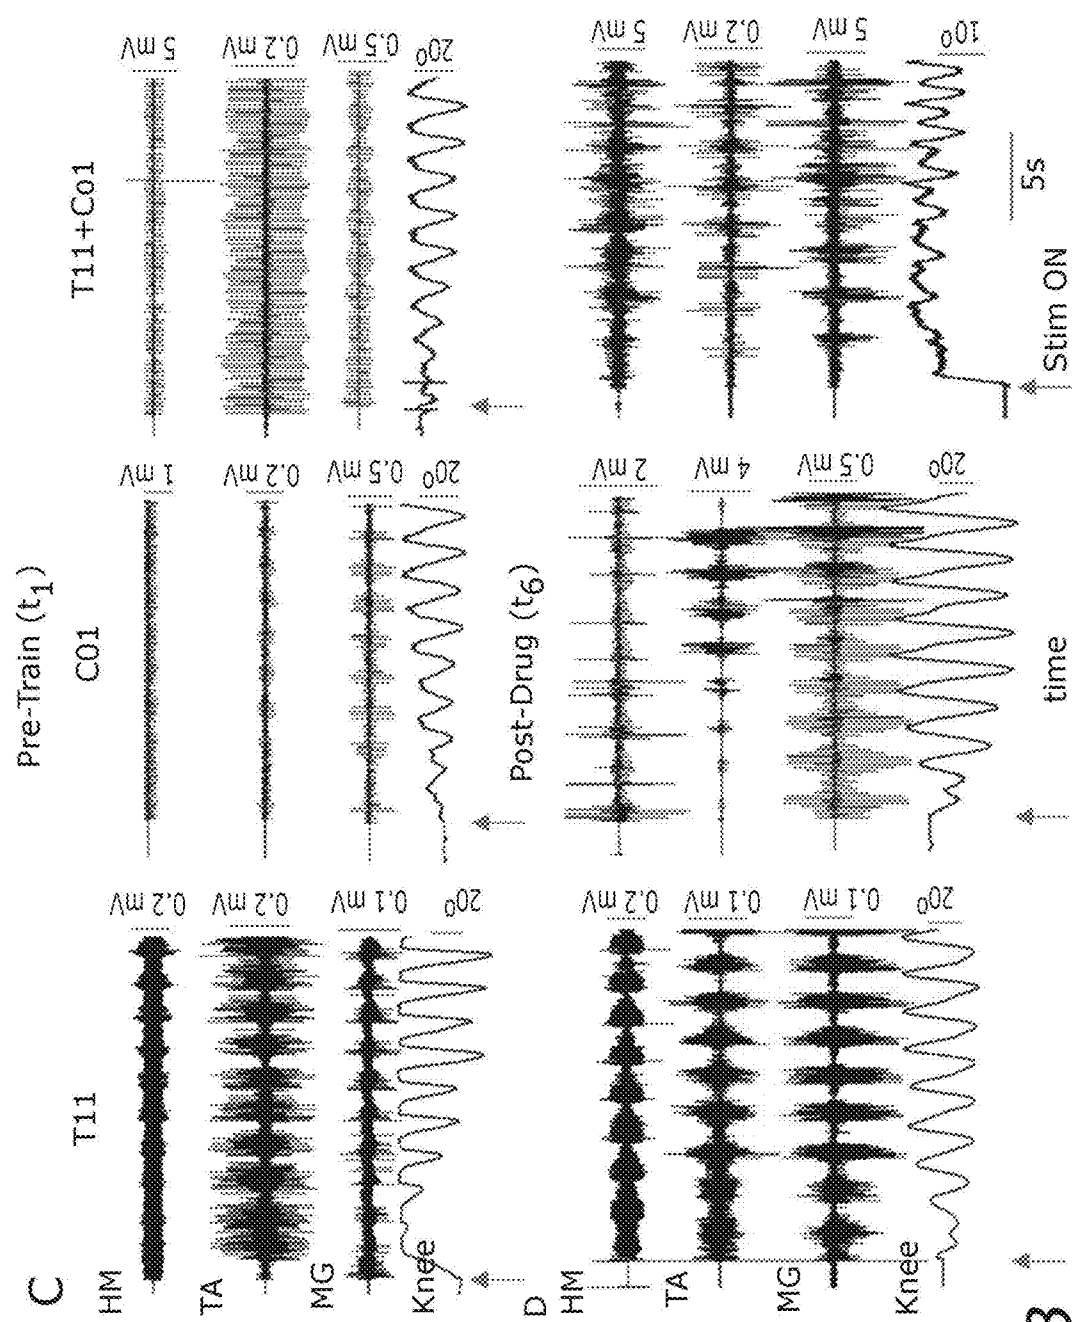 C
Pre-Train (t1)
T11
C01
T11+Co1
HM
0.2 mV
1 mV
5 mV
TA
0.2 mV
0.2 mV
0.2 mV
MG
0.1 mV
0.5 mV
0.5 mV
Knee
20⁰
20⁰
20⁰
D
Post-Drug (t6)
HM
0.2 mV
2 mV
5 mV
TA
0.1 mV
4 mV
0.2 mV
MG
0.1 mV
0.5 mV
5 mV
Knee
20⁰
20⁰
10⁰
5s
time
Stim ON